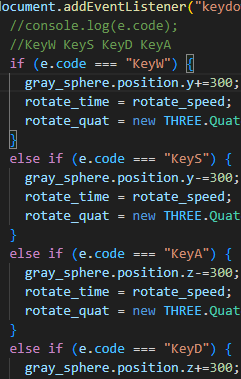 document.addEventListener("keydo
//console.log(e.code);
//KeyW KeyS KeyD KeyA
if (e.code === "KeyW") {
gray_sphere.position.y+=300;
rotate_time = rotate_speed;
rotate_quat = new THREE.Quat
}
else if (e.code === "KeyS") {
gray_sphere.position.y-=300;
rotate_time = rotate_speed;
rotate_quat = new THREE.Quat
}
else if (e.code === "KeyA") {
gray_sphere.position.z-=300;
rotate_time = rotate_speed;
rotate_quat = new THREE.Quat
}
else if (e.code === "KeyD") {
gray_sphere.position.z+=300;